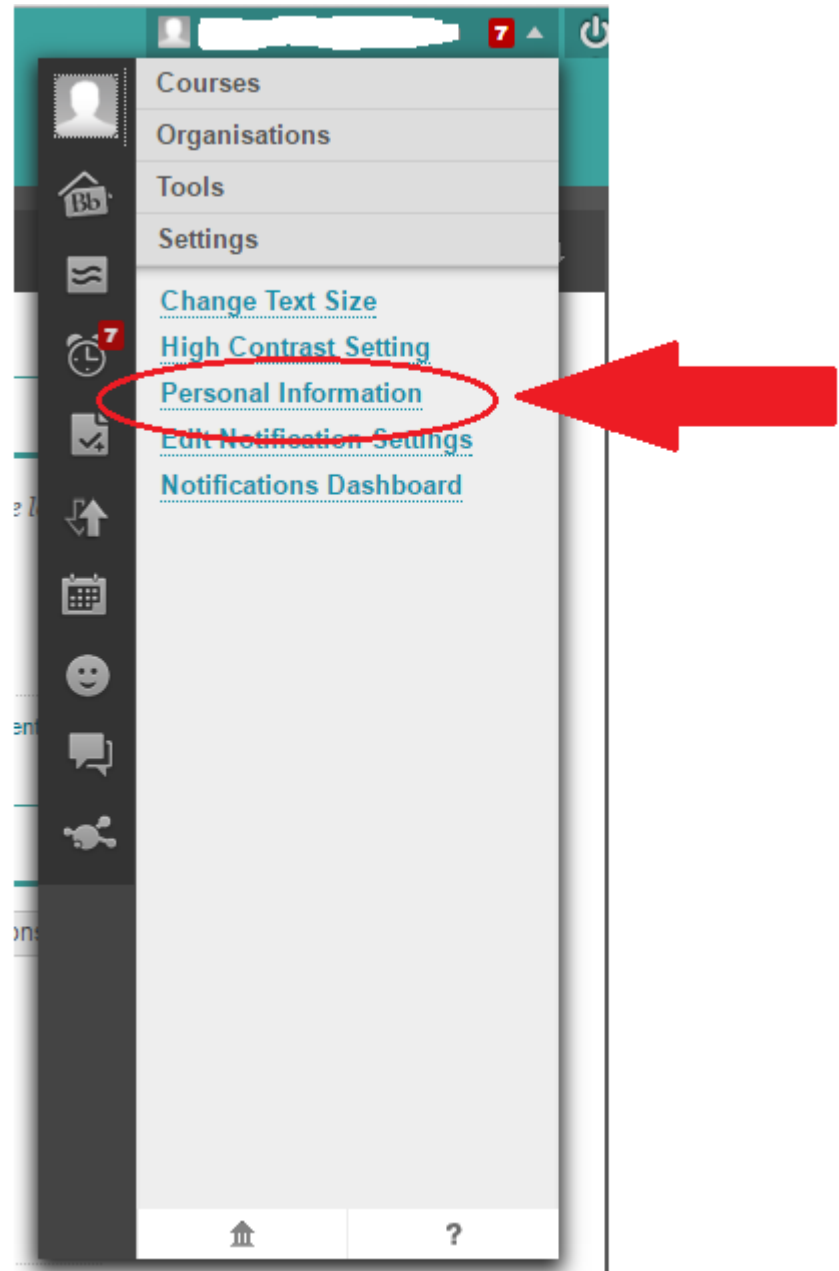 7
Courses
Organisations
Tools
Bb
Settings
Change Text Size
7
High Contrast Setting
Personal Information
Edit Notification Settings
Notifications Dashboard
?